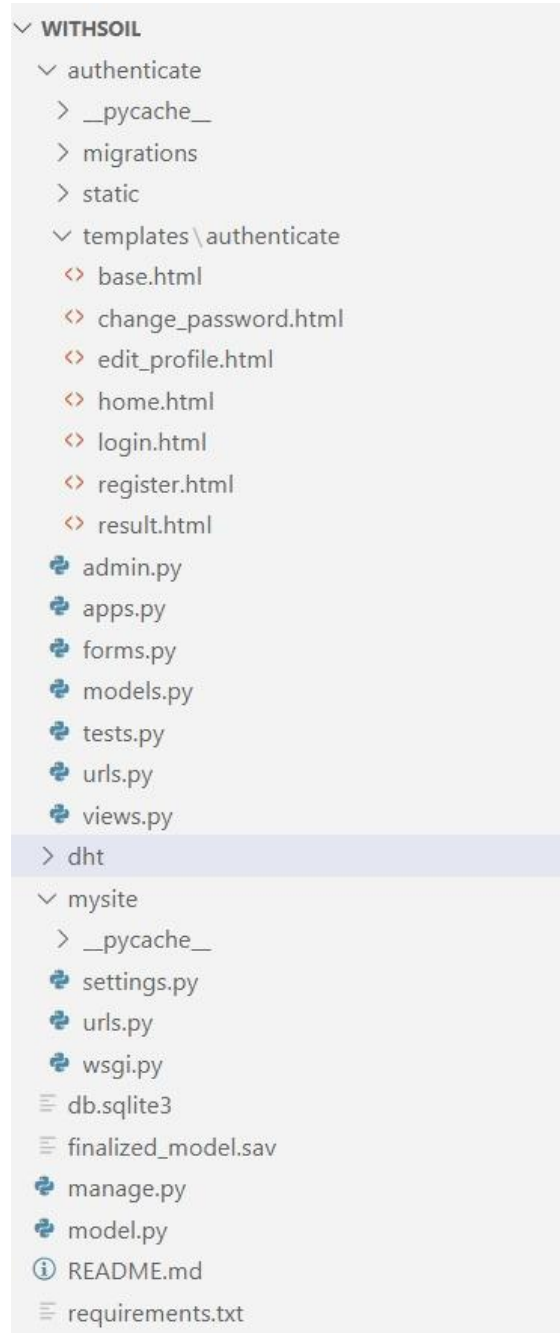 WITHSOIL
authenticate
__pycache__
migrations
static
templates\authenticate
base.html
change_password.html
edit_profile.html
home.html
login.html
register.html
result.html
admin.py
apps.py
forms.py
models.py
tests.py
urls.py
views.py
dht
mysite
__pycache__
settings.py
urls.py
wsgi.py
db.sqlite3
finalized_model.sav
manage.py
model.py
README.md
requirements.txt